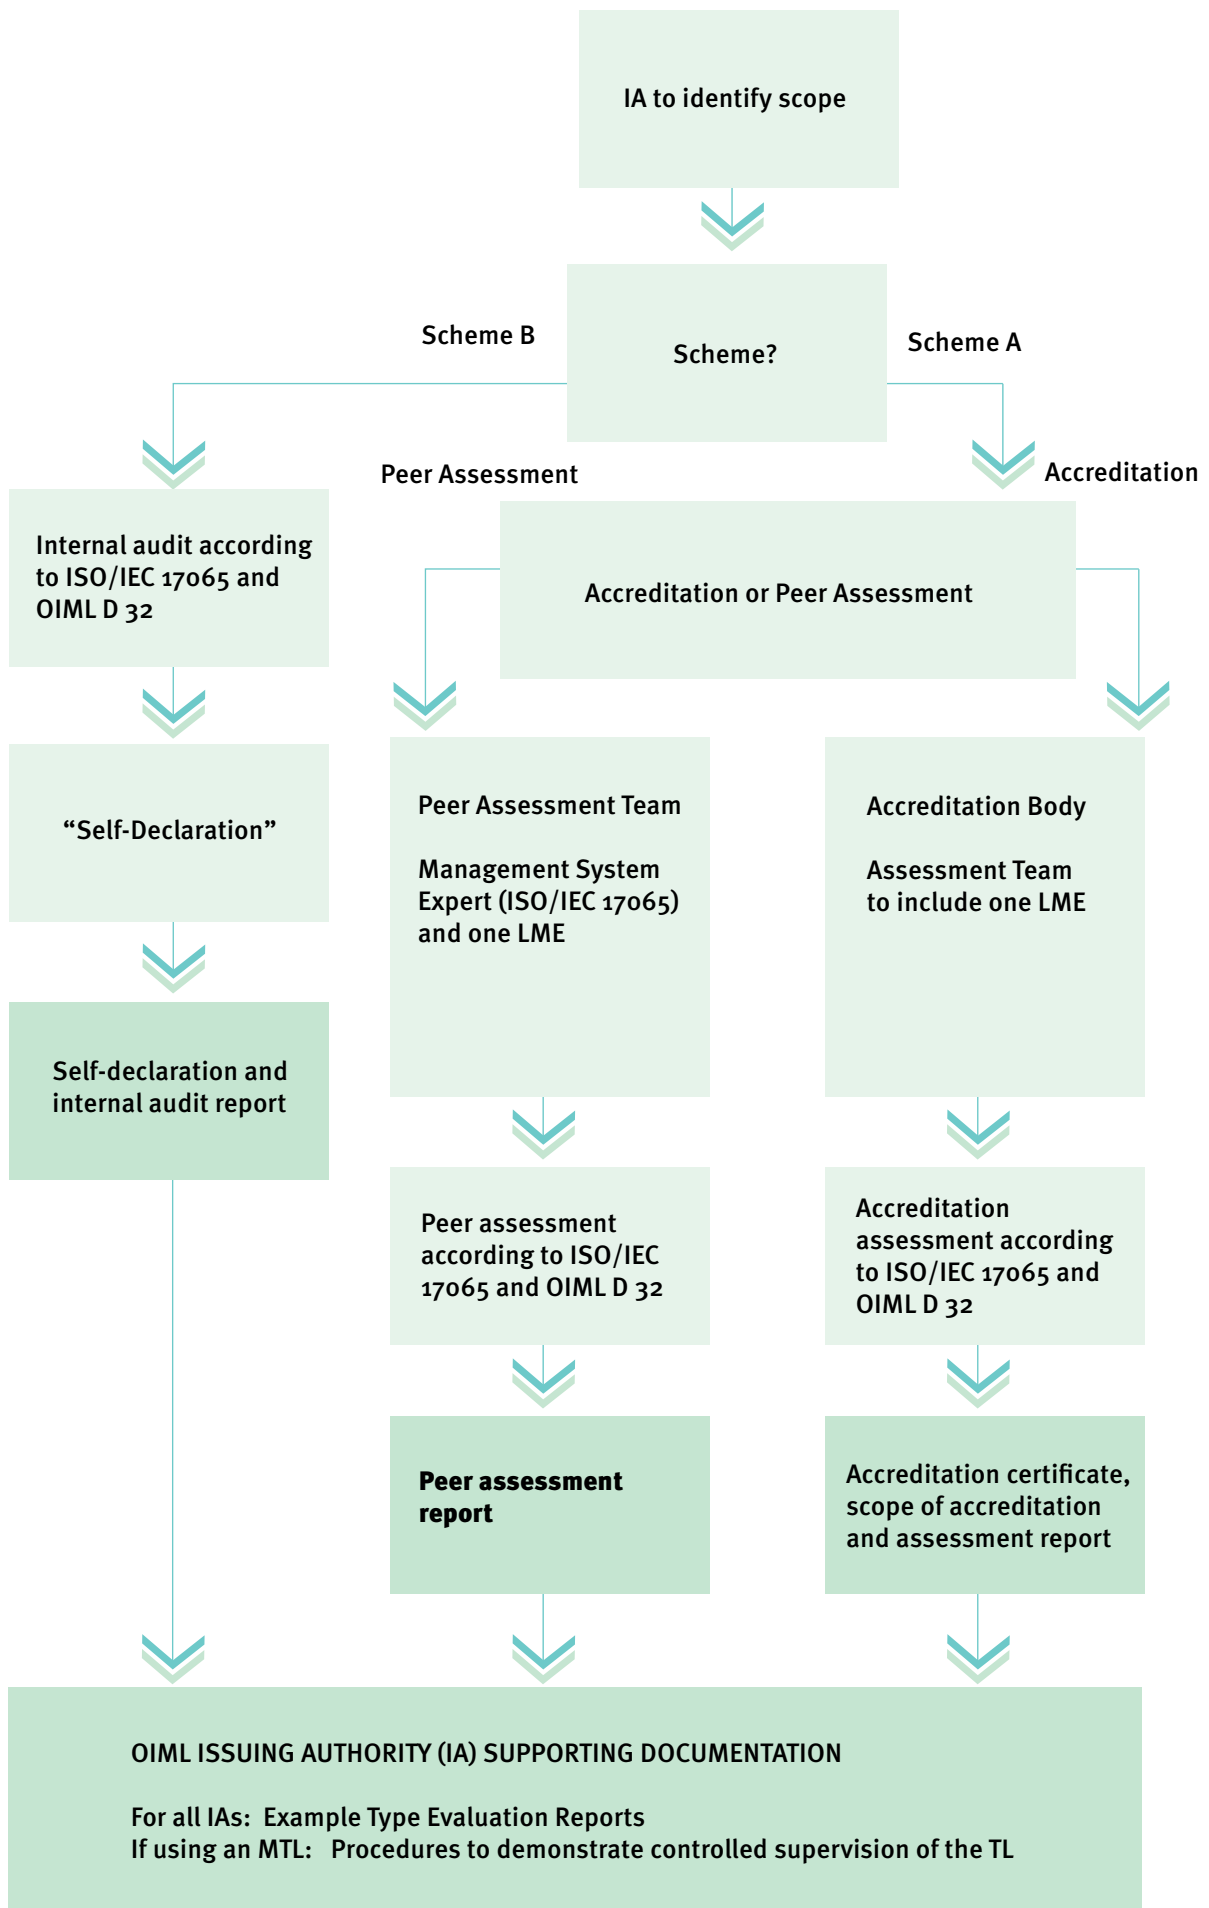 IA to identify scope
Scheme B
Scheme?
Scheme A
Peer Assessment
Accreditation
Internal audit according
to ISO/IEC 17065 and
OIML D 32
Accreditation or Peer Assessment
“Self-Declaration”
Peer Assessment Team
Management System
Expert (ISO/IEC 17065)
and one LME
Accreditation Body
Assessment Team
to include one LME
Self-declaration and
internal audit report
Peer assessment
according to ISO/IEC
17065 and OIML D 32
Accreditation
assessment according
to ISO/IEC 17065 and
OIML D 32
Peer assessment
report
Accreditation certificate,
scope of accreditation
and assessment report
OIML ISSUING AUTHORITY (IA) SUPPORTING DOCUMENTATION
For all IAs: Example Type Evaluation Reports
If using an MTL: Procedures to demonstrate controlled supervision of the TL